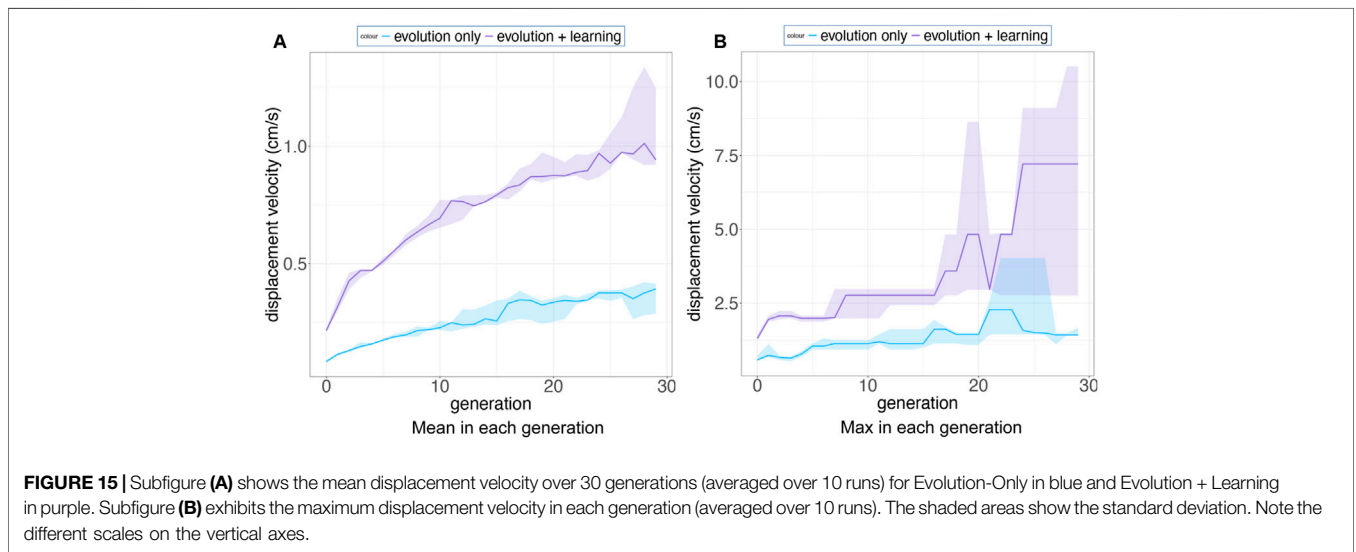 A
colour — evolution only — evolution + learning
displacement velocity (cm/s)
1.0
0.5
0
10
20
30
generation
Mean in each generation
B
colour — evolution only — evolution + learning
displacement velocity (cm/s)
10.0
7.5
5.0
2.5
0
10
20
30
generation
Max in each generation
FIGURE 15 | Subfigure (A) shows the mean displacement velocity over 30 generations (averaged over 10 runs) for Evolution-Only in blue and Evolution + Learning
in purple. Subfigure (B) exhibits the maximum displacement velocity in each generation (averaged over 10 runs). The shaded areas show the standard deviation. Note the
different scales on the vertical axes.